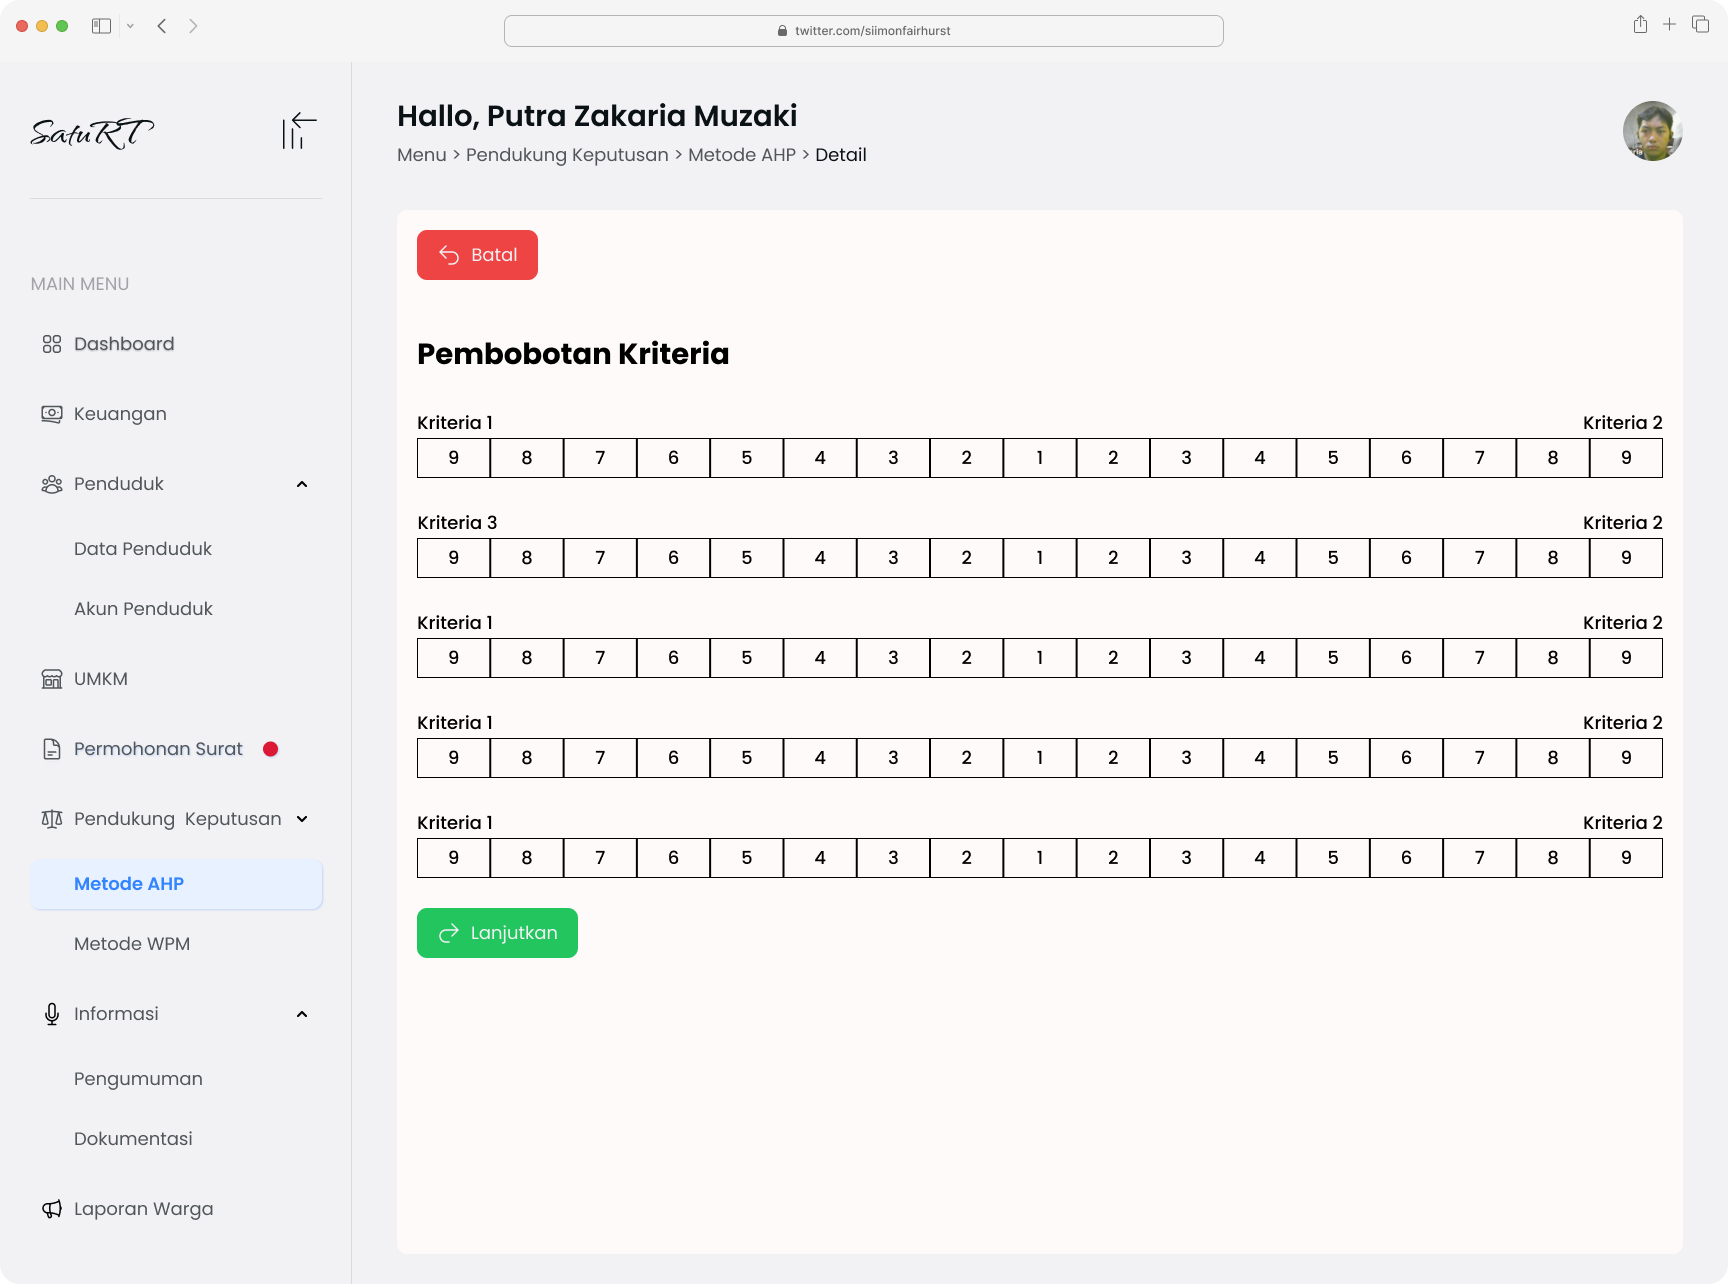 twitter.com/siimonfairhurst
SatuRT
MAIN MENU
Dashboard
Keuangan
Penduduk
Data Penduduk
Akun Penduduk
UMKM
Permohonan Surat
Pendukung Keputusan
Metode AHP
Metode WPM
Informasi
Pengumuman
Dokumentasi
Laporan Warga
Hallo, Putra Zakaria Muzaki
Menu > Pendukung Keputusan > Metode AHP > Detail
Batal
Pembobotan Kriteria
Kriteria 1 Kriteria 2
9 8 7 6 5 4 3 2 1 2 3 4 5 6 7 8 9
Kriteria 3 Kriteria 2
9 8 7 6 5 4 3 2 1 2 3 4 5 6 7 8 9
Kriteria 1 Kriteria 2
9 8 7 6 5 4 3 2 1 2 3 4 5 6 7 8 9
Kriteria 1 Kriteria 2
9 8 7 6 5 4 3 2 1 2 3 4 5 6 7 8 9
Kriteria 1 Kriteria 2
9 8 7 6 5 4 3 2 1 2 3 4 5 6 7 8 9
Lanjutkan